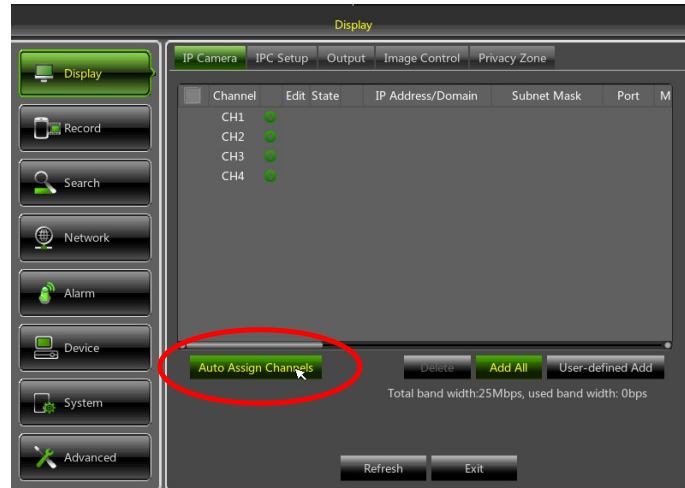 Display
IP Camera IPC Setup Output Image Control Privacy Zone
Display
Record
Search
Network
Alarm
Device
System
Advanced
Channel Edit State IP Address/Domain Subnet Mask Port M
CH1
CH2
CH3
CH4
Auto Assign Channels Delete Add All User-defined Add
Total band width:25Mbps, used band width: 0bps
Refresh Exit